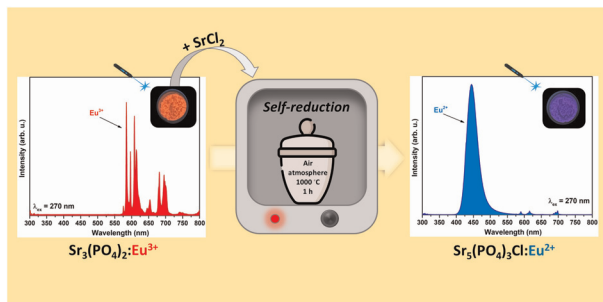 + SrCl₂
Intensity (arb. u.)
Eu³⁺
λₑₓ = 270 nm
300 350 400 450 500 550 600 650 700 750 800
Wavelength (nm)
Sr₃(PO₄)₂:Eu³⁺
Self-reduction
Air
atmosphere
1000 °C
1 h
Intensity (arb. u.)
Eu²⁺
λₑₓ = 270 nm
300 350 400 450 500 550 600 650 700 750 800
Wavelength (nm)
Sr₅(PO₄)₃Cl:Eu²⁺